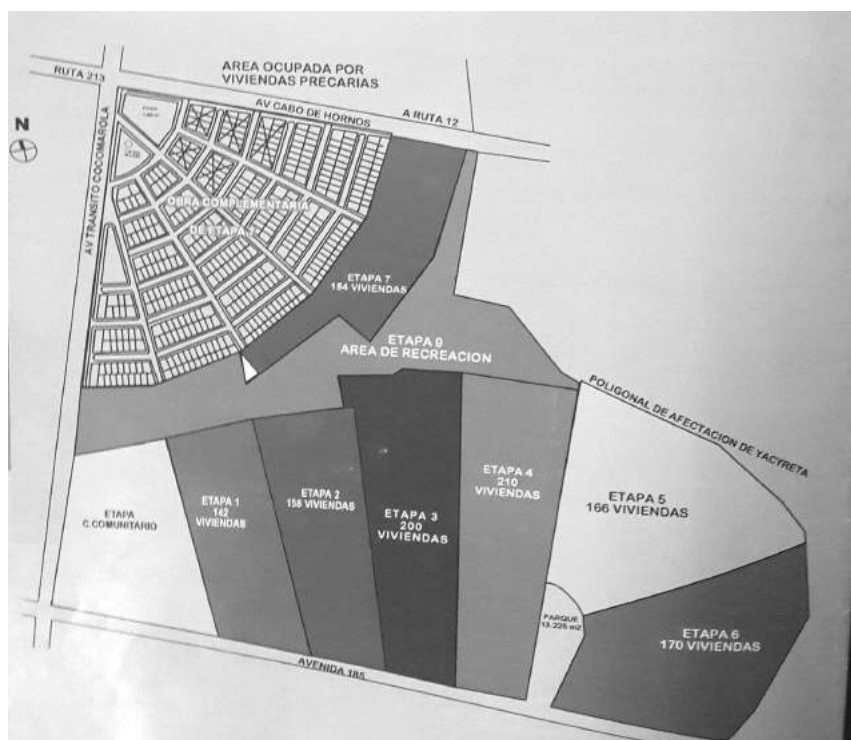 AREA OCUPADA POR
VIVIENDAS PRECARIAS
RUTA 213
AV CABO DE HORNOS
A RUTA 12
N
AV TRANSITO COCOMAROLA
OBRA COMPLEMENTARIA
DE ETAPA 7
ETAPA 7
184 VIVIENDAS
ETAPA 9
AREA DE RECREACION
POLIGONAL DE AFECTACION DE YACYRETA
ETAPA
C.COMUNITARIO
ETAPA 1
142
VIVIENDAS
ETAPA 2
158 VIVIENDAS
ETAPA 3
200
VIVIENDAS
ETAPA 4
210
VIVIENDAS
ETAPA 5
166 VIVIENDAS
PARQUE
13.225 m2
ETAPA 6
170 VIVIENDAS
AVENIDA 185